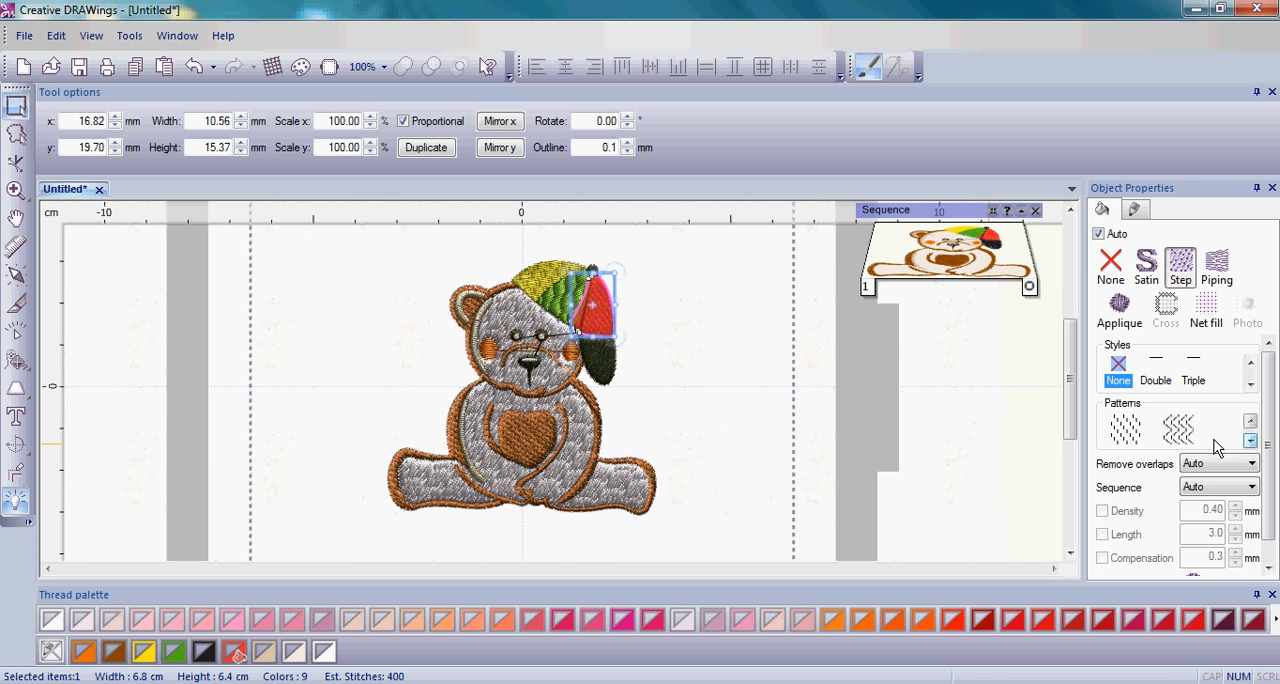 Creative DRAWings - [Untitled*]
File Edit View Tools Window Help
100%
Tool options
x: 16.82 mm Width: 10.56 mm Scale x: 100.00 % Proportional Mirror x Rotate: 0.00 °
y: 19.70 mm Height: 15.37 mm Scale y: 100.00 % Duplicate Mirror y Outline: 0.1 mm
Untitled*
Object Properties
cm -10 0 10
Sequence
Auto
1
None Satin Step Piping
Applique Cross Net fill Photo
Styles
None Double Triple
0
Patterns
Remove overlaps Auto
Sequence Auto
Density 0.40 mm
Length 3.0 mm
Compensation 0.3 mm
Thread palette
Selected items:1 Width : 6.8 cm Height : 6.4 cm Colors : 9 Est. Stitches: 400 CAP NUM SCRL